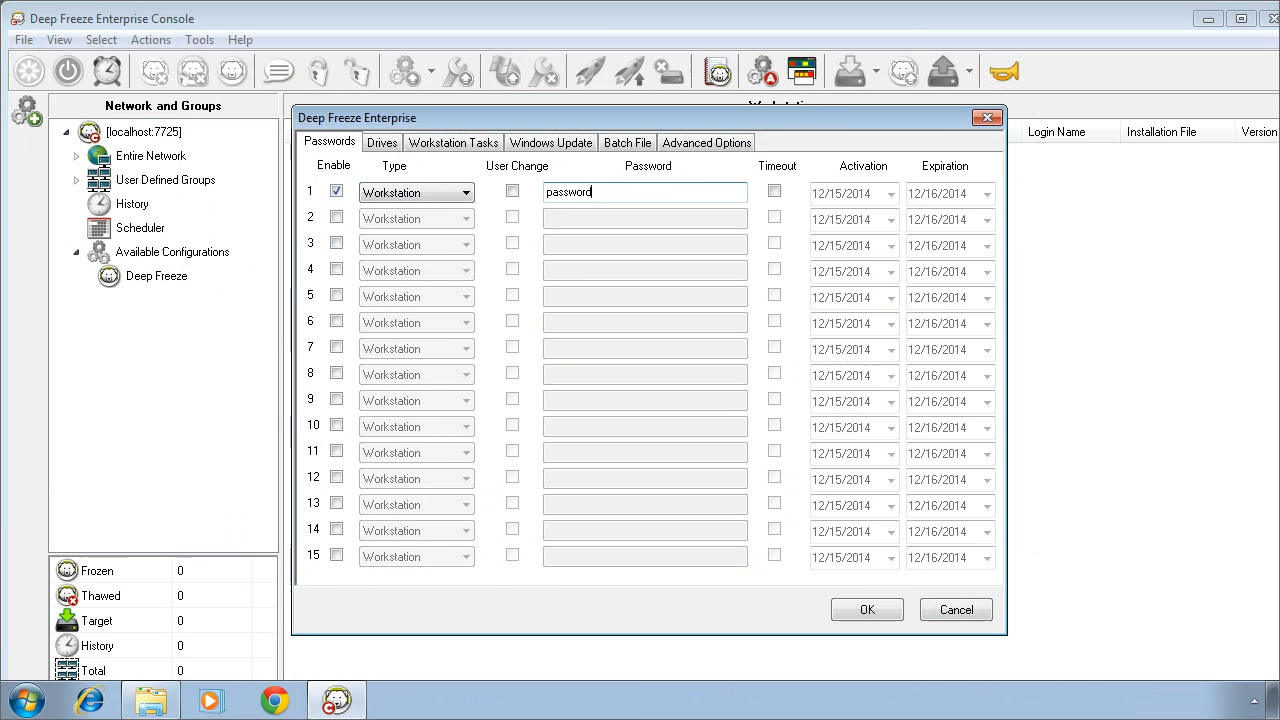 Deep Freeze Enterprise Console
File View Select Actions Tools Help
Network and Groups
[localhost:7725]
Entire Network
User Defined Groups
History
Scheduler
Available Configurations
Deep Freeze
Frozen 0
Thawed 0
Target 0
History 0
Total 0
Login Name Installation File Version
Deep Freeze Enterprise
Passwords Drives Workstation Tasks Windows Update Batch File Advanced Options
Enable Type User Change Password Timeout Activation Expiration
1 Workstation password 12/15/2014 12/16/2014
2 Workstation 12/15/2014 12/16/2014
3 Workstation 12/15/2014 12/16/2014
4 Workstation 12/15/2014 12/16/2014
5 Workstation 12/15/2014 12/16/2014
6 Workstation 12/15/2014 12/16/2014
7 Workstation 12/15/2014 12/16/2014
8 Workstation 12/15/2014 12/16/2014
9 Workstation 12/15/2014 12/16/2014
10 Workstation 12/15/2014 12/16/2014
11 Workstation 12/15/2014 12/16/2014
12 Workstation 12/15/2014 12/16/2014
13 Workstation 12/15/2014 12/16/2014
14 Workstation 12/15/2014 12/16/2014
15 Workstation 12/15/2014 12/16/2014
OK Cancel